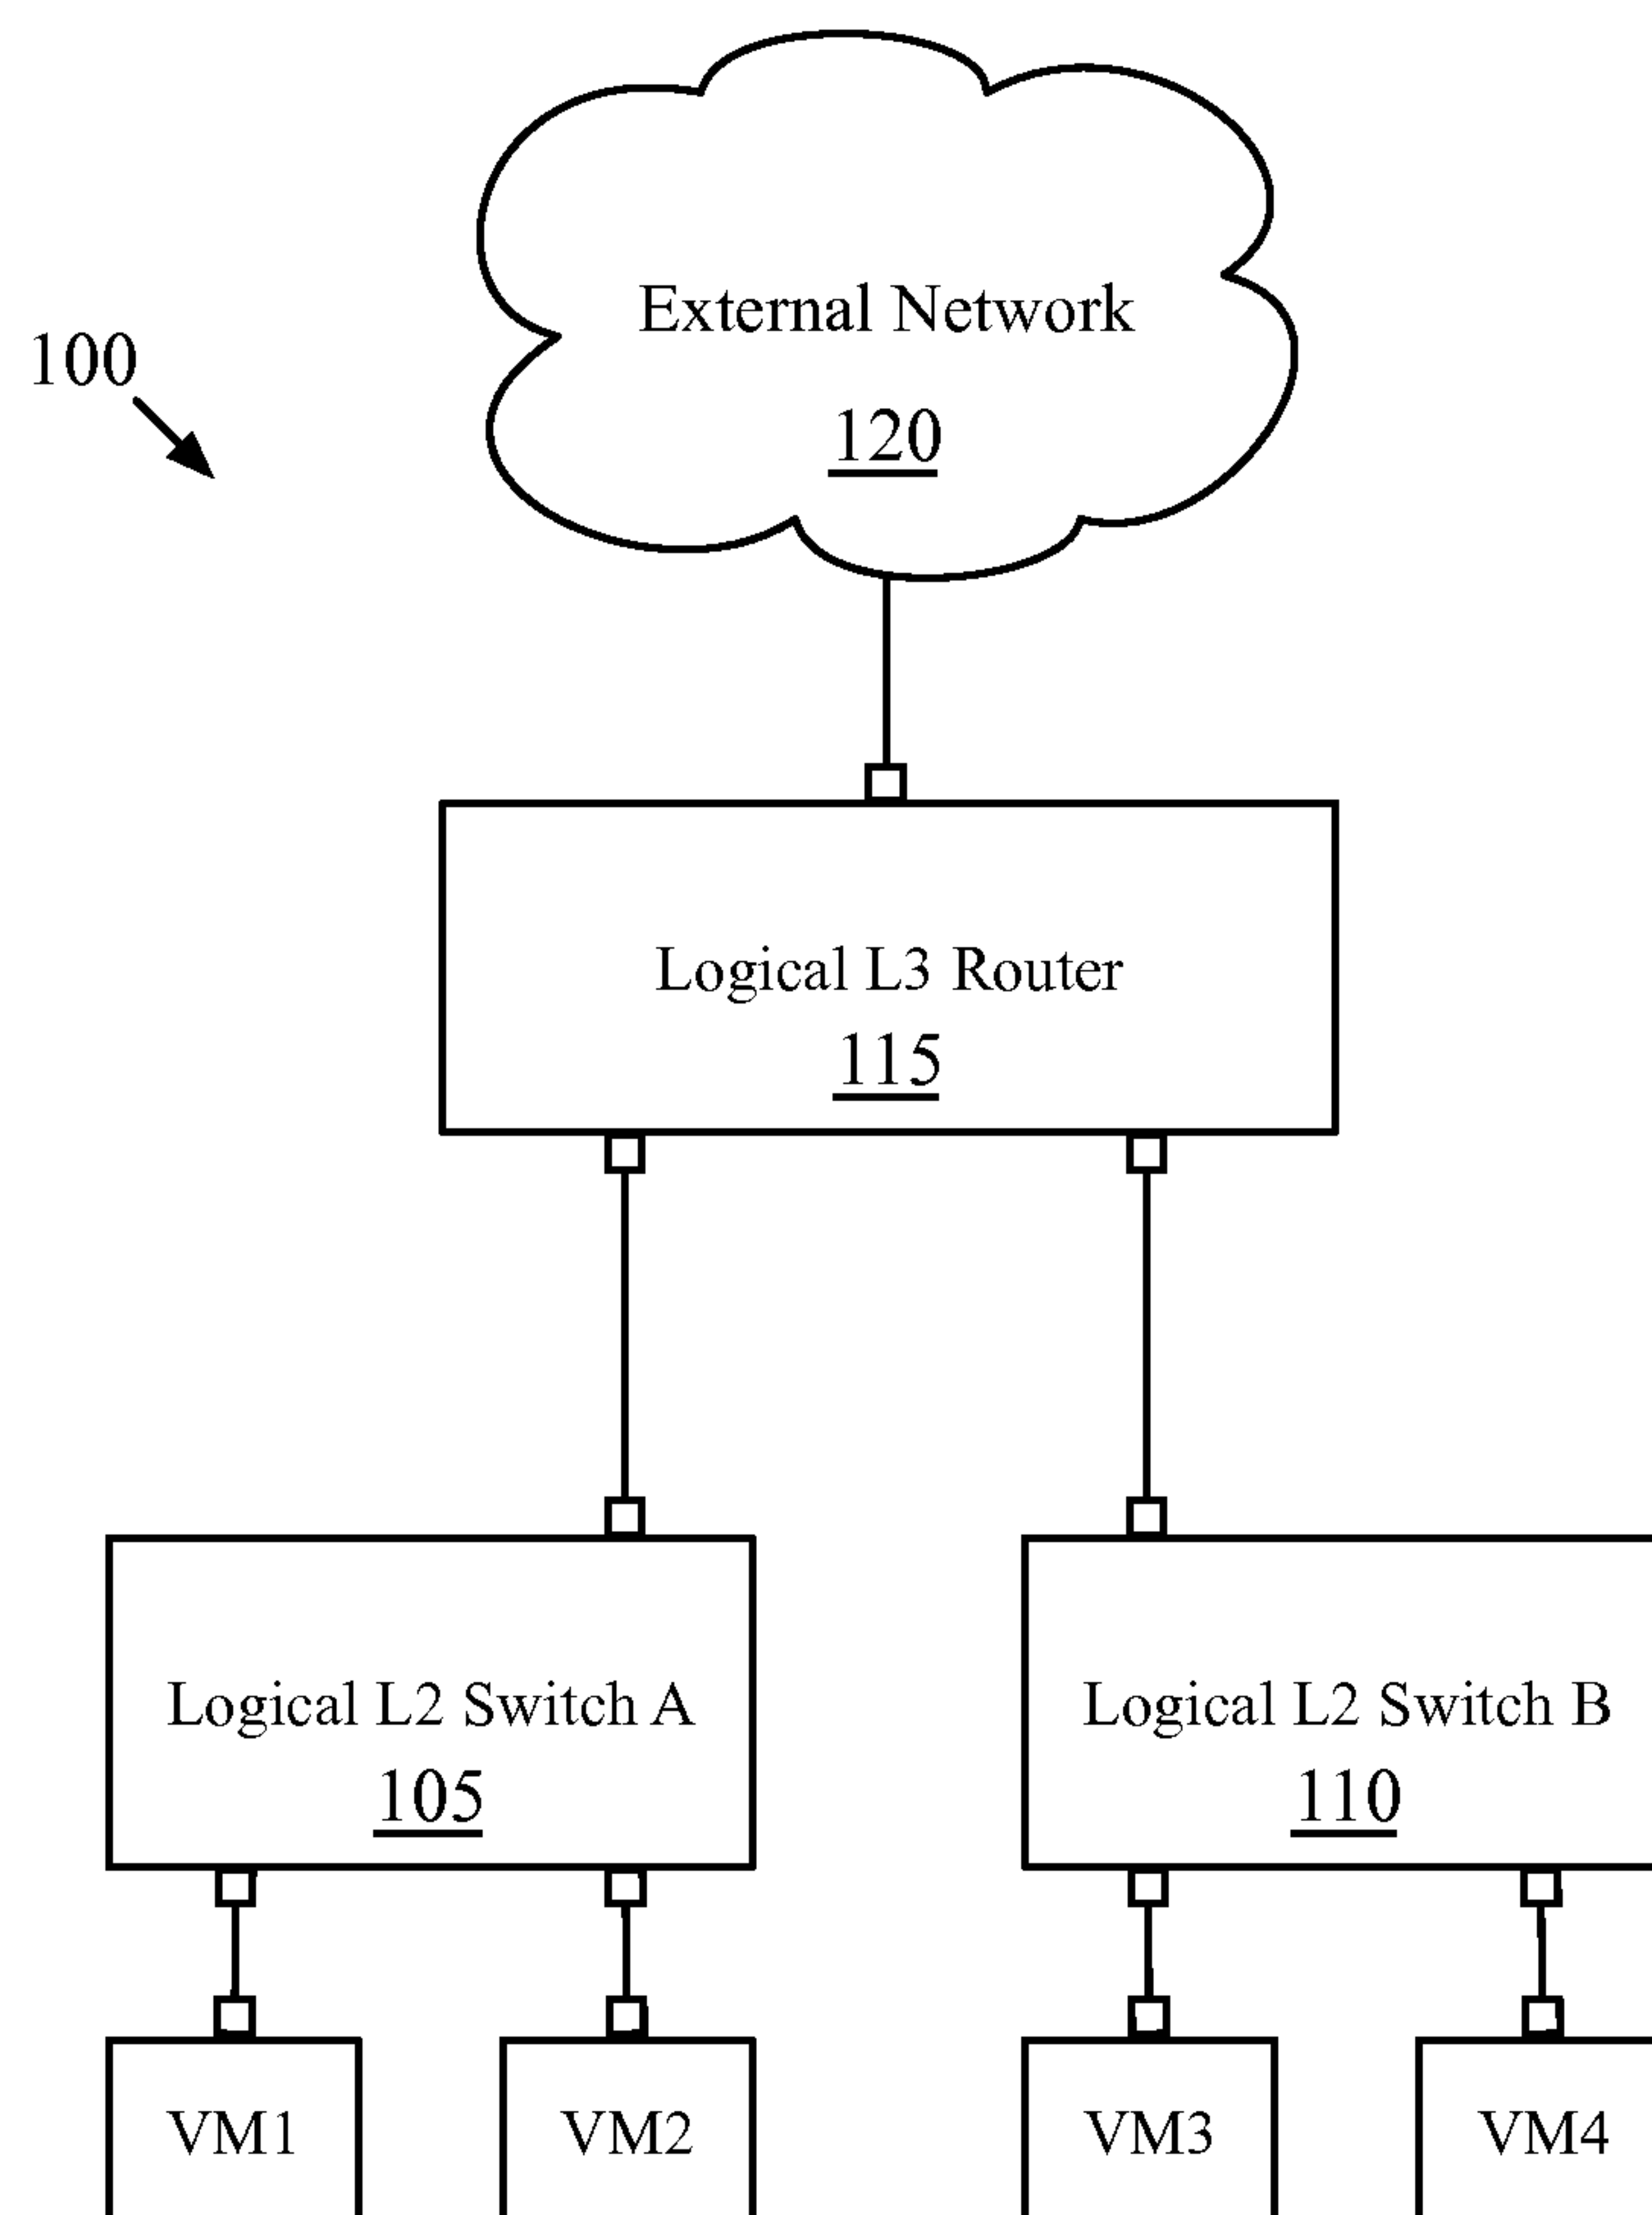 External Network
120
100
Logical L3 Router
115
Logical L2 Switch A
105
Logical L2 Switch B
110
VM1
VM2
VM3
VM4